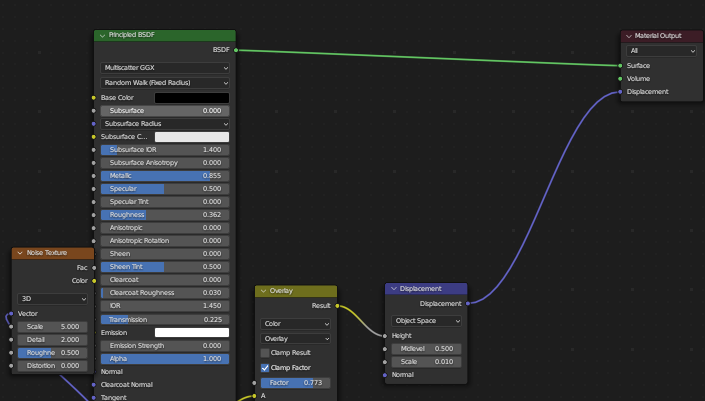 Principled BSDF
BSDF
Multiscatter GGX
Random Walk (Fixed Radius)
Base Color
Subsurface 0.000
Subsurface Radius
Subsurface C...
Subsurface IOR 1.400
Subsurface Anisotropy 0.000
Metallic 0.855
Specular 0.500
Specular Tint 0.000
Roughness 0.362
Anisotropic 0.000
Anisotropic Rotation 0.000
Sheen 0.000
Sheen Tint 0.500
Clearcoat 0.000
Clearcoat Roughness 0.030
IOR 1.450
Transmission 0.225
Emission
Emission Strength 0.000
Alpha 1.000
Normal
Clearcoat Normal
Tangent
Material Output
All
Surface
Volume
Displacement
Noise Texture
Fac
Color
3D
Vector
Scale 5.000
Detail 2.000
Roughne 0.500
Distortion 0.000
Overlay
Result
Color
Overlay
Clamp Result
Clamp Factor
Factor 0.773
A
Displacement
Displacement
Object Space
Height
Midlevel 0.500
Scale 0.010
Normal